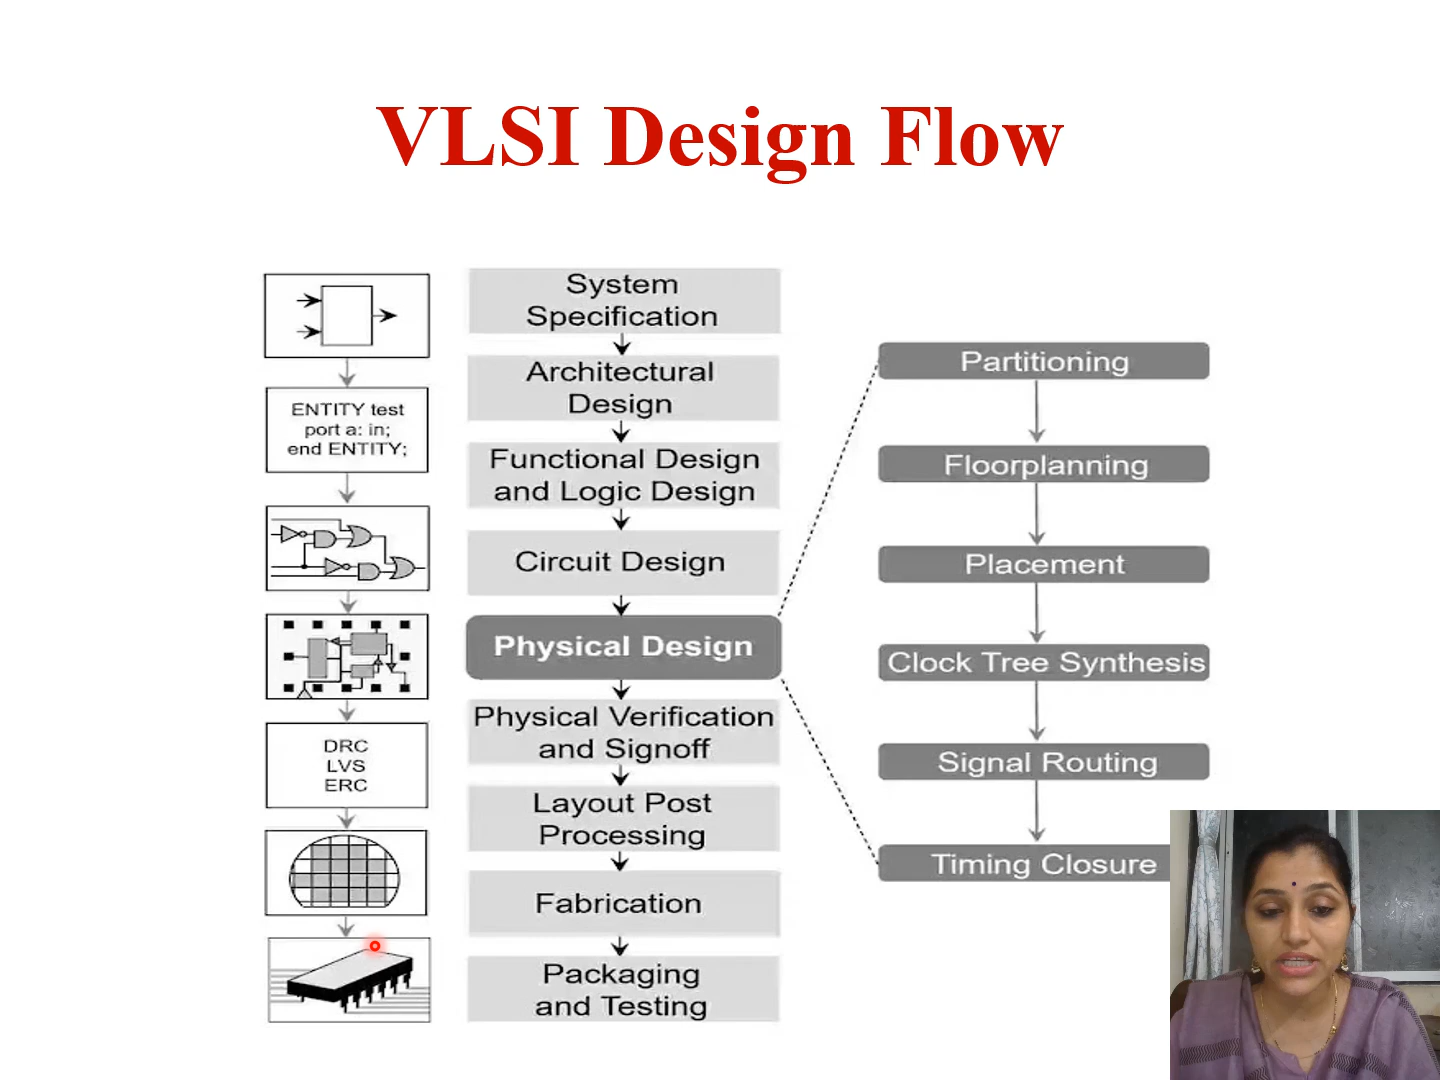 VLSI Design Flow
ENTITY test
port a: in;
end ENTITY;
DRC
LVS
ERC
System
Specification
Architectural
Design
Functional Design
and Logic Design
Circuit Design
Physical Design
Physical Verification
and Signoff
Layout Post
Processing
Fabrication
Packaging
and Testing
Partitioning
Floorplanning
Placement
Clock Tree Synthesis
Signal Routing
Timing Closure